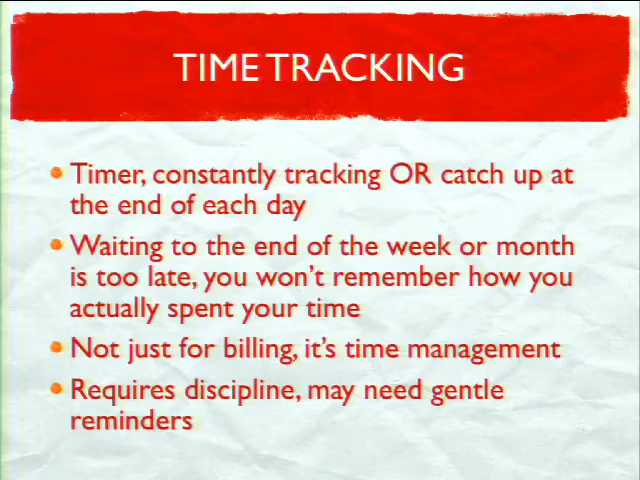 TIME TRACKING
• Timer, constantly tracking OR catch up at
the end of each day
• Waiting to the end of the week or month
is too late, you won't remember how you
actually spent your time
• Not just for billing, it's time management
• Requires discipline, may need gentle
reminders